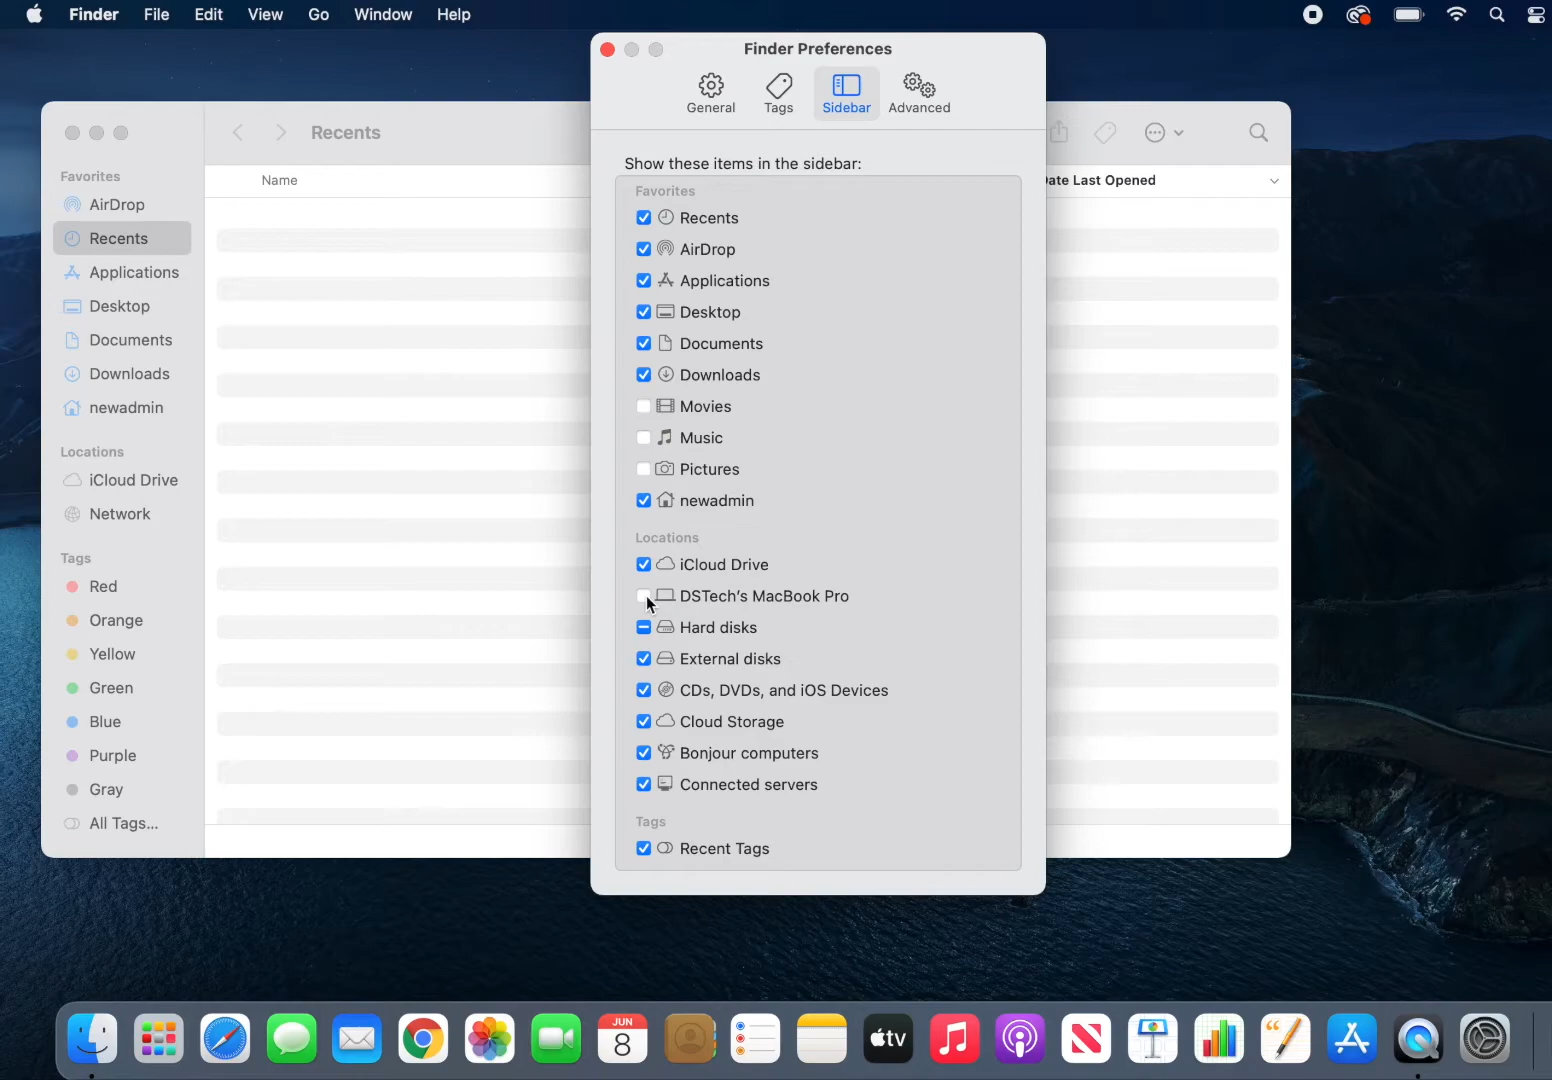 Finder File Edit View Go Window Help
Finder Preferences
General Tags Sidebar Advanced
Recents
Favorites
AirDrop
Recents
Applications
Desktop
Documents
Downloads
newadmin
Locations
iCloud Drive
Network
Tags
Red
Orange
Yellow
Green
Blue
Purple
Gray
All Tags...
Name
ate Last Opened
Show these items in the sidebar:
Favorites
Recents
AirDrop
Applications
Desktop
Documents
Downloads
Movies
Music
Pictures
newadmin
Locations
iCloud Drive
DSTech's MacBook Pro
Hard disks
External disks
CDs, DVDs, and iOS Devices
Cloud Storage
Bonjour computers
Connected servers
Tags
Recent Tags
JUN
8
tv